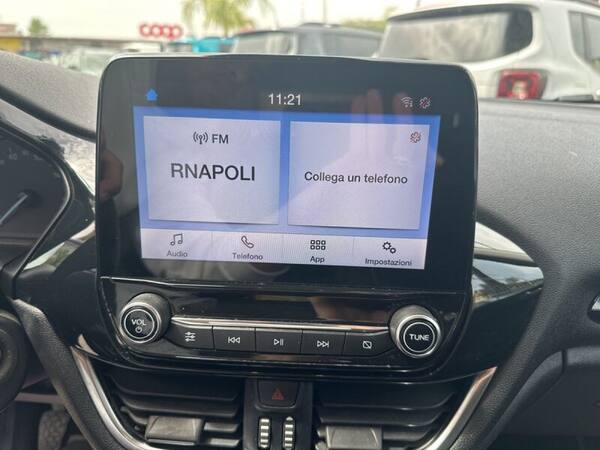 coop
11:21
FM
RNAPOLI
Collega un telefono
Audio
Telefono
App
Impostazioni
VOL
TUNE